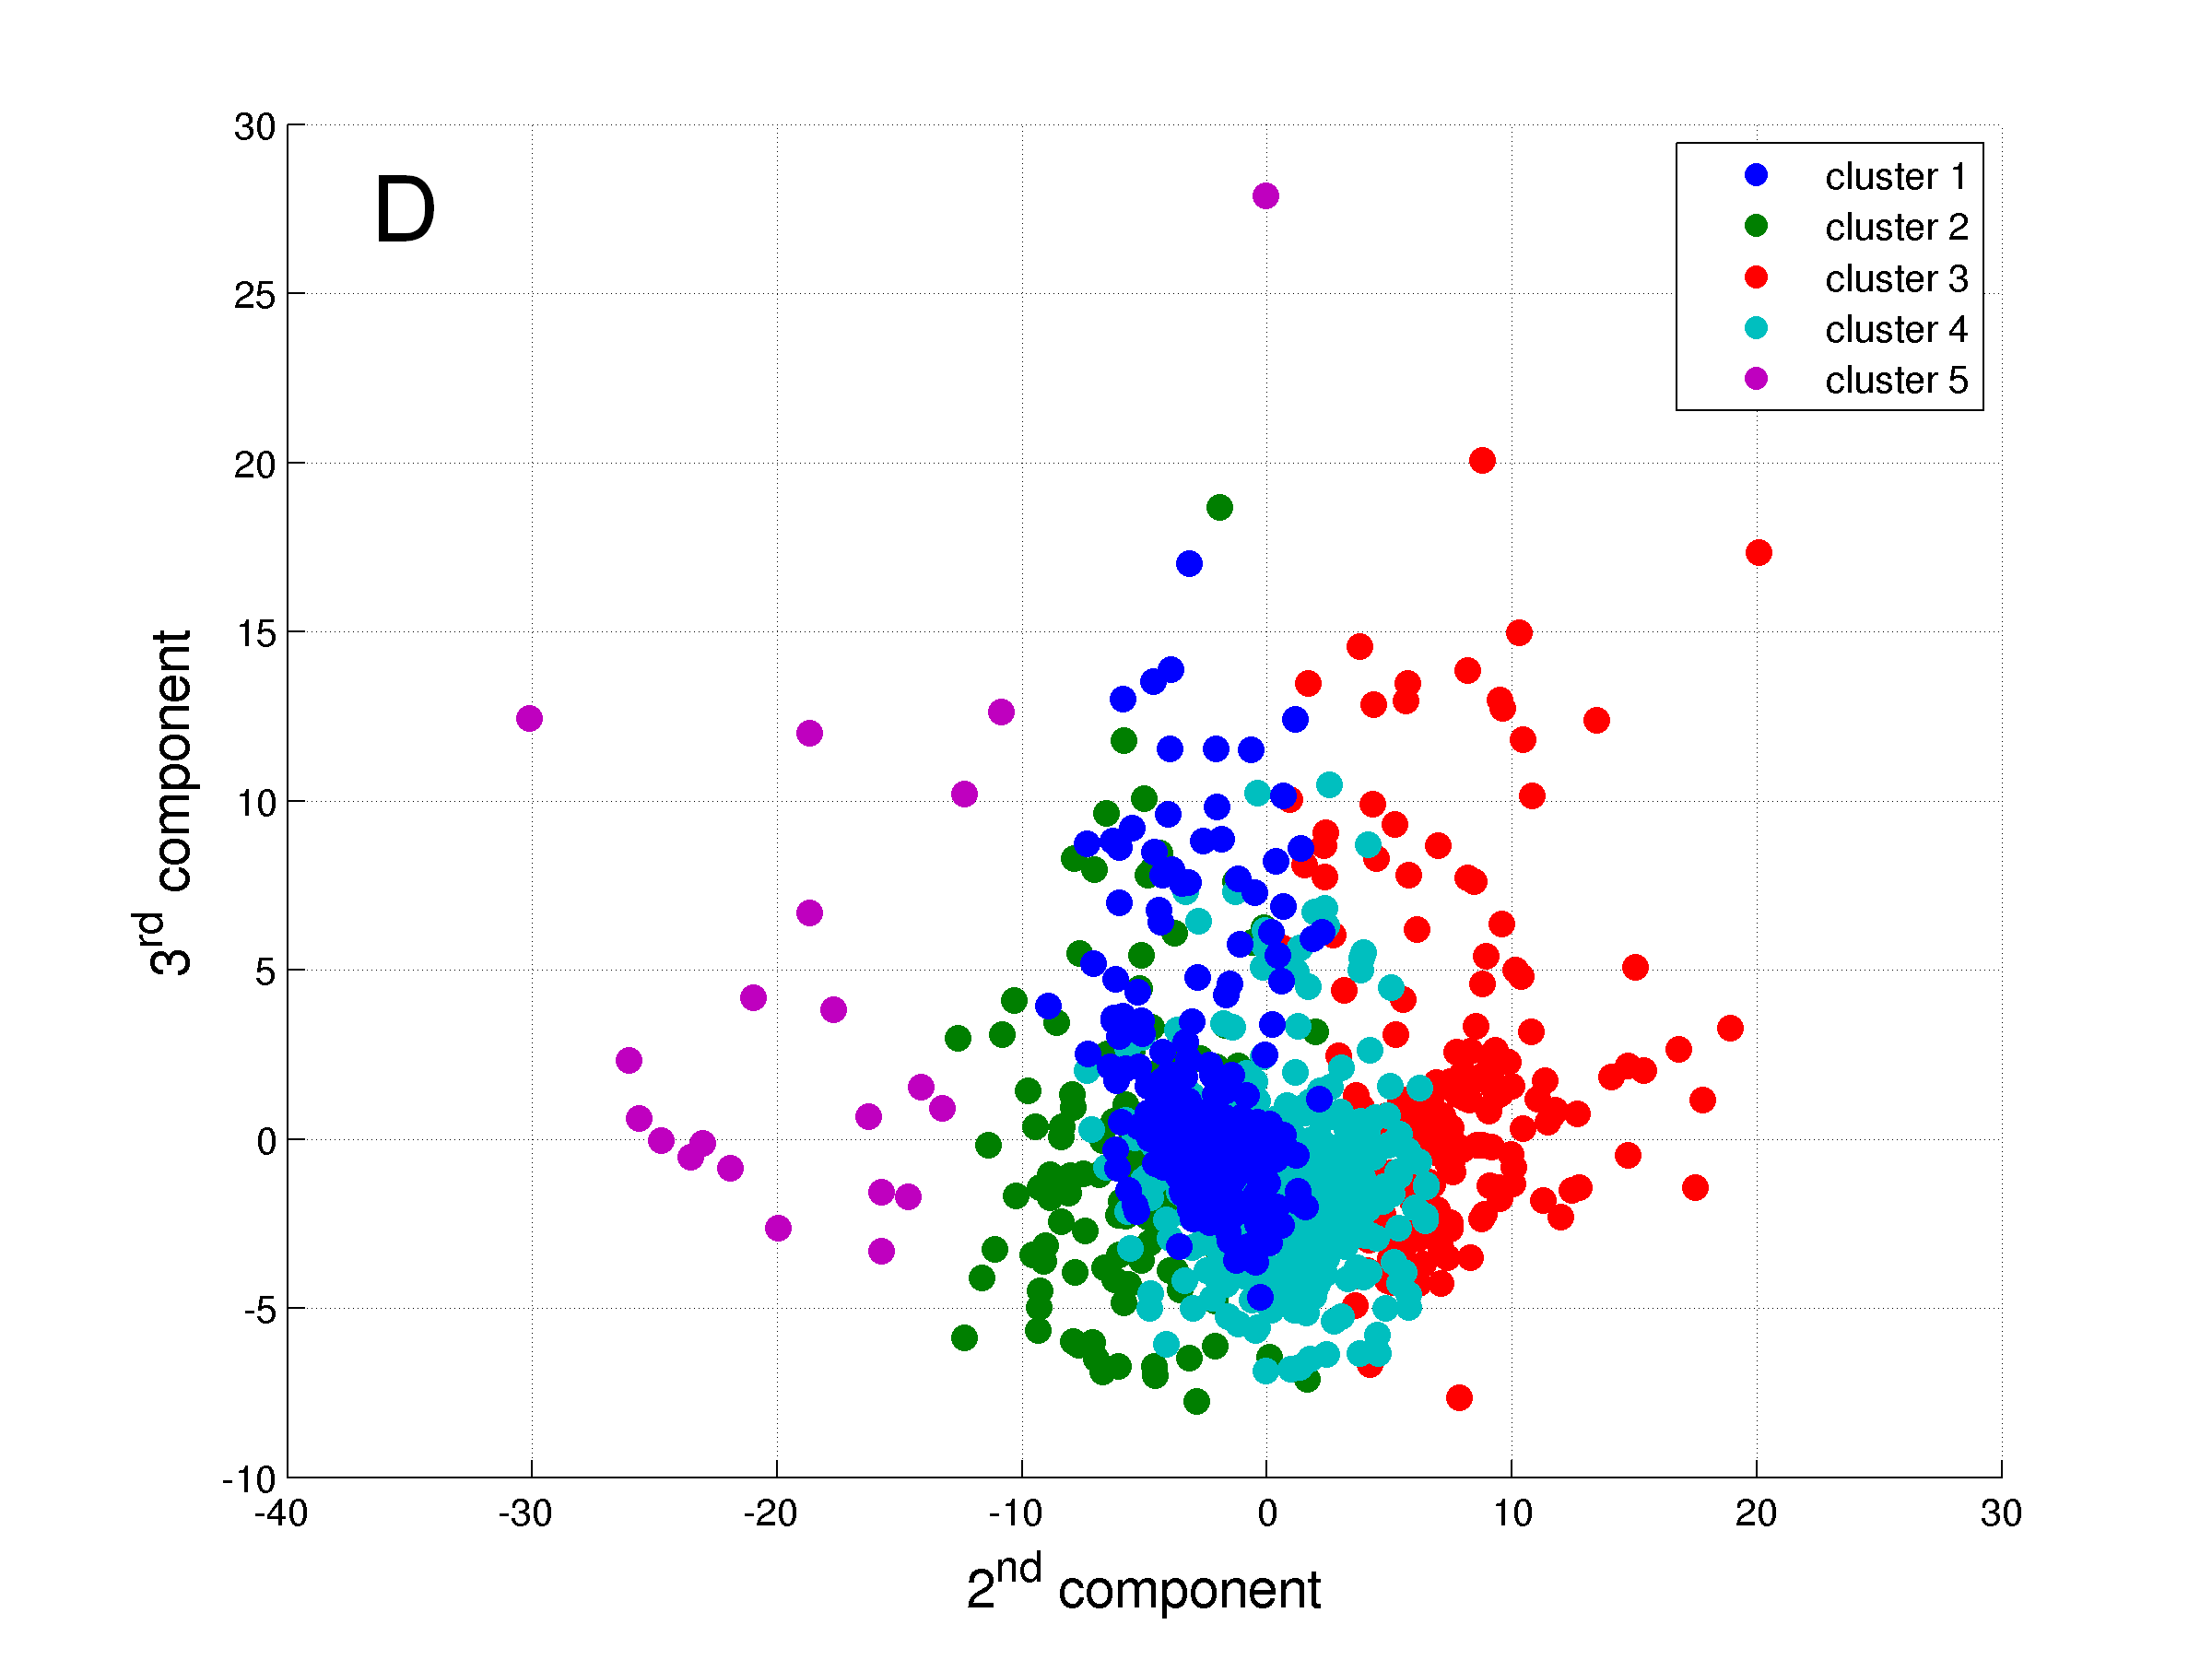 D
cluster 1
cluster 2
cluster 3
cluster 4
cluster 5
30
25
20
15
10
5
0
-5
-10
-40 -30 -20 -10 0 10 20 30
3rd component
2nd component